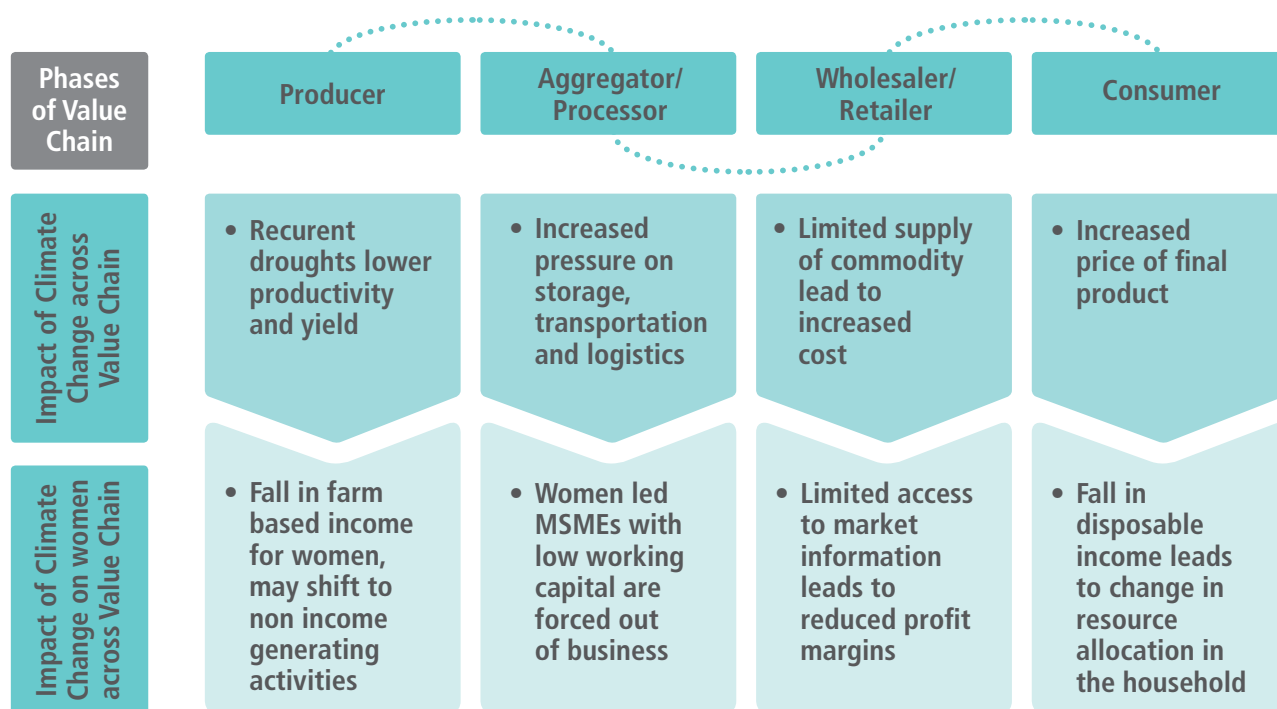 Phases
of Value
Chain
Producer
Aggregator/
Processor
Wholesaler/
Retailer
Consumer
Impact of Climate
Change across
Value Chain
• Recurent
droughts lower
productivity
and yield
• Increased
pressure on
storage,
transportation
and logistics
• Limited supply
of commodity
lead to
increased
cost
• Increased
price of final
product
Impact of Climate
Change on women
across Value Chain
• Fall in farm
based income
for women,
may shift to
non income
generating
activities
• Women led
MSMEs with
low working
capital are
forced out
of business
• Limited access
to market
information
leads to
reduced profit
margins
• Fall in
disposable
income leads
to change in
resource
allocation in
the household